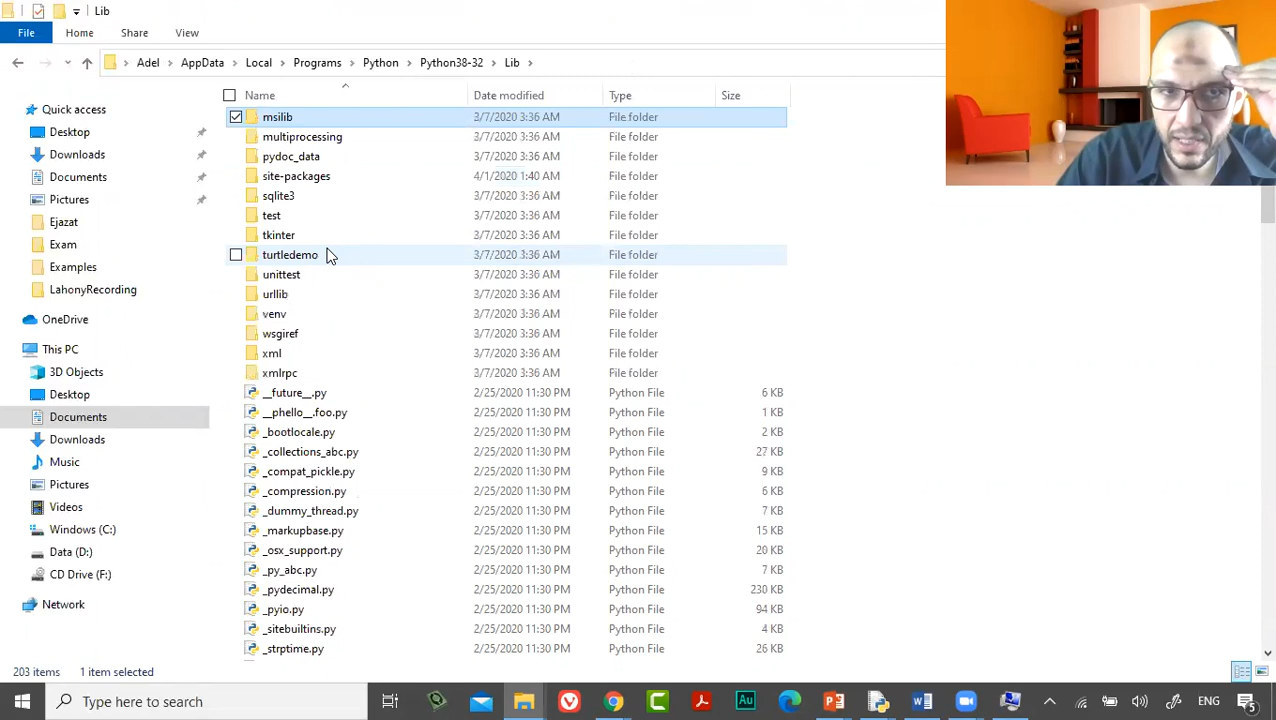 Lib
File Home Share View
Adel AppData Local Programs Python Python38-32 Lib
Name Date modified Type Size
Quick access
Desktop
Downloads
Documents
Pictures
Ejazat
Exam
Examples
LahonyRecording
OneDrive
This PC
3D Objects
Desktop
Documents
Downloads
Music
Pictures
Videos
Windows (C:)
Data (D:)
CD Drive (F:)
Network
msilib 3/7/2020 3:36 AM File folder
multiprocessing 3/7/2020 3:36 AM File folder
pydoc_data 3/7/2020 3:36 AM File folder
site-packages 4/1/2020 1:40 AM File folder
sqlite3 3/7/2020 3:36 AM File folder
test 3/7/2020 3:36 AM File folder
tkinter 3/7/2020 3:36 AM File folder
turtledemo 3/7/2020 3:36 AM File folder
unittest 3/7/2020 3:36 AM File folder
urllib 3/7/2020 3:36 AM File folder
venv 3/7/2020 3:36 AM File folder
wsgiref 3/7/2020 3:36 AM File folder
xml 3/7/2020 3:36 AM File folder
xmlrpc 3/7/2020 3:36 AM File folder
__future__.py 2/25/2020 11:30 PM Python File 6 KB
__phello__.foo.py 2/25/2020 11:30 PM Python File 1 KB
_bootlocale.py 2/25/2020 11:30 PM Python File 2 KB
_collections_abc.py 2/25/2020 11:30 PM Python File 27 KB
_compat_pickle.py 2/25/2020 11:30 PM Python File 9 KB
_compression.py 2/25/2020 11:30 PM Python File 6 KB
_dummy_thread.py 2/25/2020 11:30 PM Python File 7 KB
_markupbase.py 2/25/2020 11:30 PM Python File 15 KB
_osx_support.py 2/25/2020 11:30 PM Python File 20 KB
_py_abc.py 2/25/2020 11:30 PM Python File 7 KB
_pydecimal.py 2/25/2020 11:30 PM Python File 230 KB
_pyio.py 2/25/2020 11:30 PM Python File 94 KB
_sitebuiltins.py 2/25/2020 11:30 PM Python File 4 KB
_strptime.py 2/25/2020 11:30 PM Python File 26 KB
203 items 1 item selected
Type here to search Au ENG 5